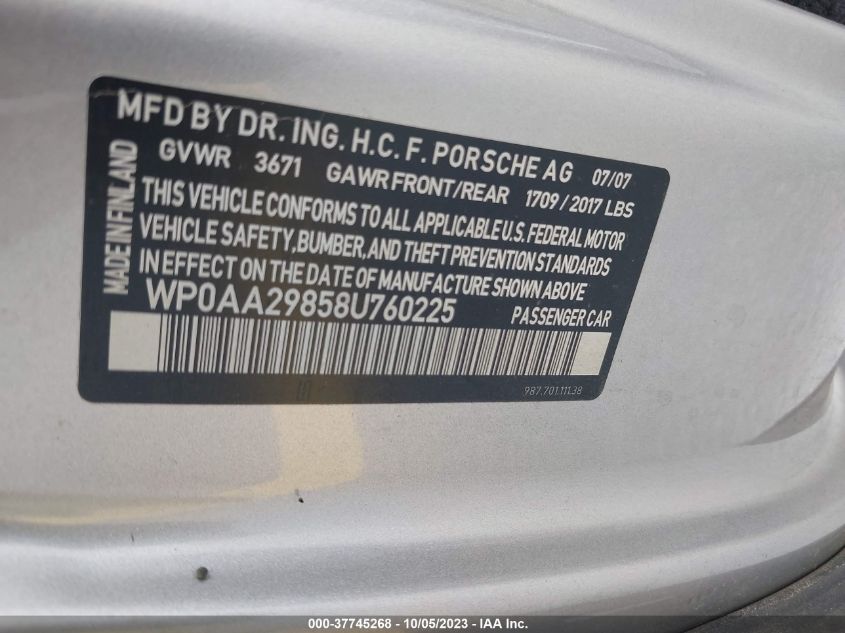 MFD BY DR. ING. H.C. F. PORSCHE AG 07/07
GVWR 3671 GAWR FRONT/REAR 1709/2017 LBS
THIS VEHICLE CONFORMS TO ALL APPLICABLE U.S. FEDERAL MOTOR
VEHICLE SAFETY, BUMBER, AND THEFT PREVENTION STANDARDS
IN EFFECT ON THE DATE OF MANUFACTURE SHOWN ABOVE
WP0AA29858U760225 PASSENGER CAR
MADE IN FINLAND
987.701.111.38
000-37745268 - 10/05/2023 - IAA Inc.